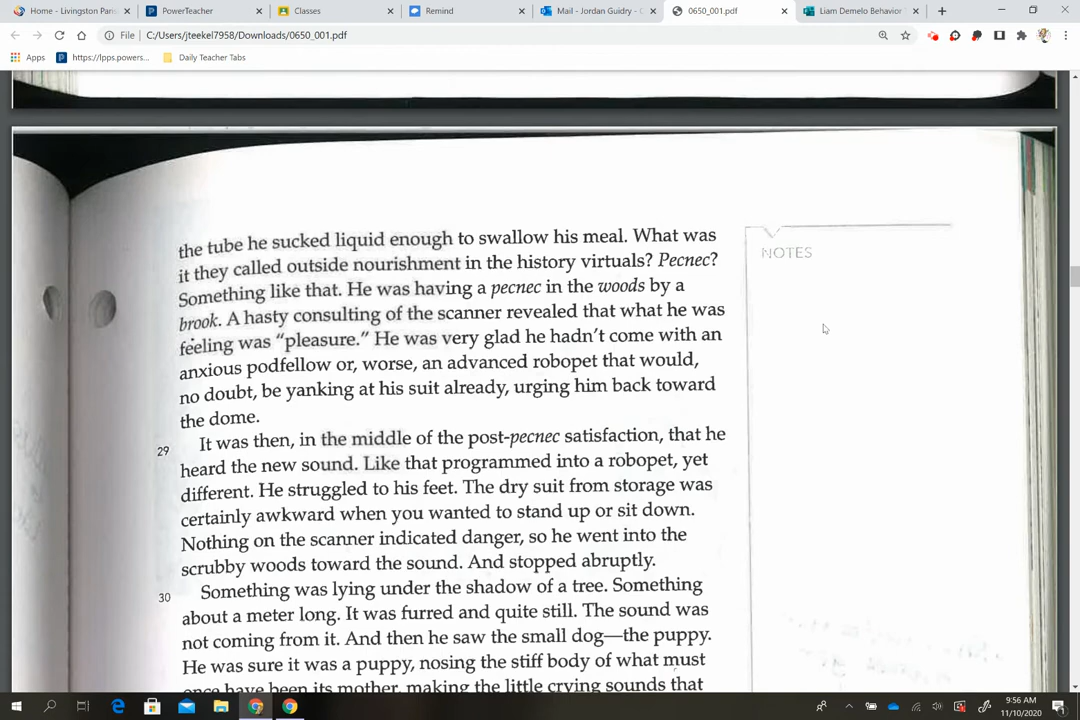 Home - Livingston Pari
PowerTeacher
Classes
Remind
Mail - Jordan Guidry - 
0650_001.pdf
Liam Demelo Behavior
File
C:/Users/jteekel7958/Downloads/0650_001.pdf
Apps
https://lpps.powers...
Daily Teacher Tabs
the tube he sucked liquid enough to swallow his meal. What was
it they called outside nourishment in the history virtuals? Pecnec?
Something like that. He was having a pecnec in the woods by a
brook. A hasty consulting of the scanner revealed that what he was
feeling was “pleasure.” He was very glad he hadn’t come with an
anxious podfellow or, worse, an advanced robopet that would,
no doubt, be yanking at his suit already, urging him back toward
the dome.
29 It was then, in the middle of the post-pecnec satisfaction, that he
heard the new sound. Like that programmed into a robopet, yet
different. He struggled to his feet. The dry suit from storage was
certainly awkward when you wanted to stand up or sit down.
Nothing on the scanner indicated danger, so he went into the
scrubby woods toward the sound. And stopped abruptly.
30 Something was lying under the shadow of a tree. Something
about a meter long. It was furred and quite still. The sound was
not coming from it. And then he saw the small dog—the puppy.
He was sure it was a puppy, nosing the stiff body of what must
once have been its mother, making the little crying sounds that
NOTES
9:56 AM
11/10/2020